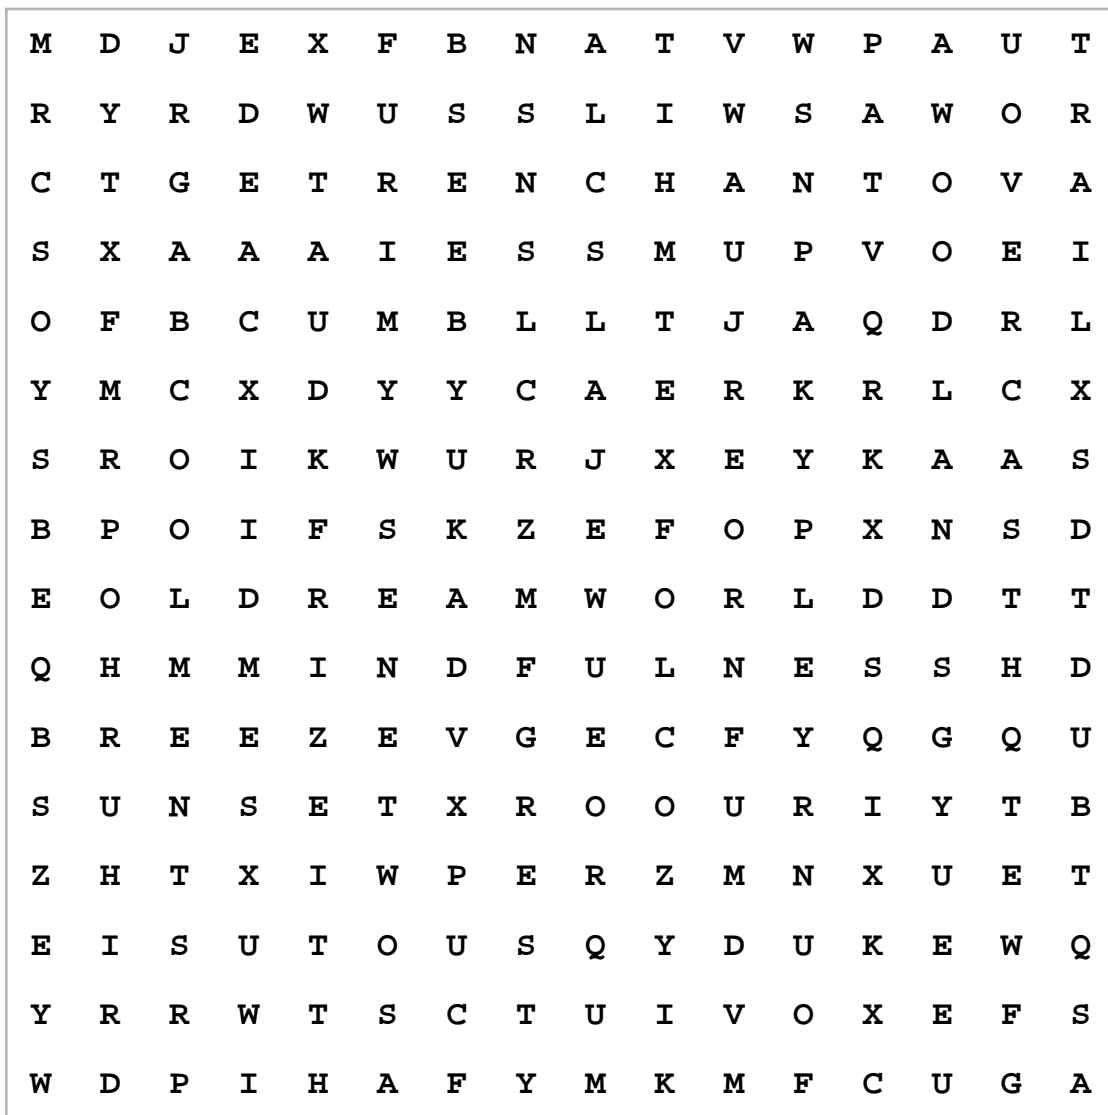 M D J E X F B N A T V W P A U T
R Y R D W U S S L I W S A W O R
C T G E T R E N C H A N T O V A
S X A A A I E S S M U P V O E I
O F B C U M B L L T J A Q D R L
Y M C X D Y Y C A E R K R L C X
S R O I K W U R J X E Y K A A S
B P O I F S K Z E F O P X N S D
E O L D R E A M W O R L D D T T
Q H M M I N D F U L N E S S H D
B R E E Z E V G E C F Y Q G Q U
S U N S E T X R O O U R I Y T B
Z H T X I W P E R Z M N X U E T
E I S U T O U S Q Y D U K E W Q
Y R R W T S C T U I V O X E F S
W D P I H A F Y M K M F C U G A